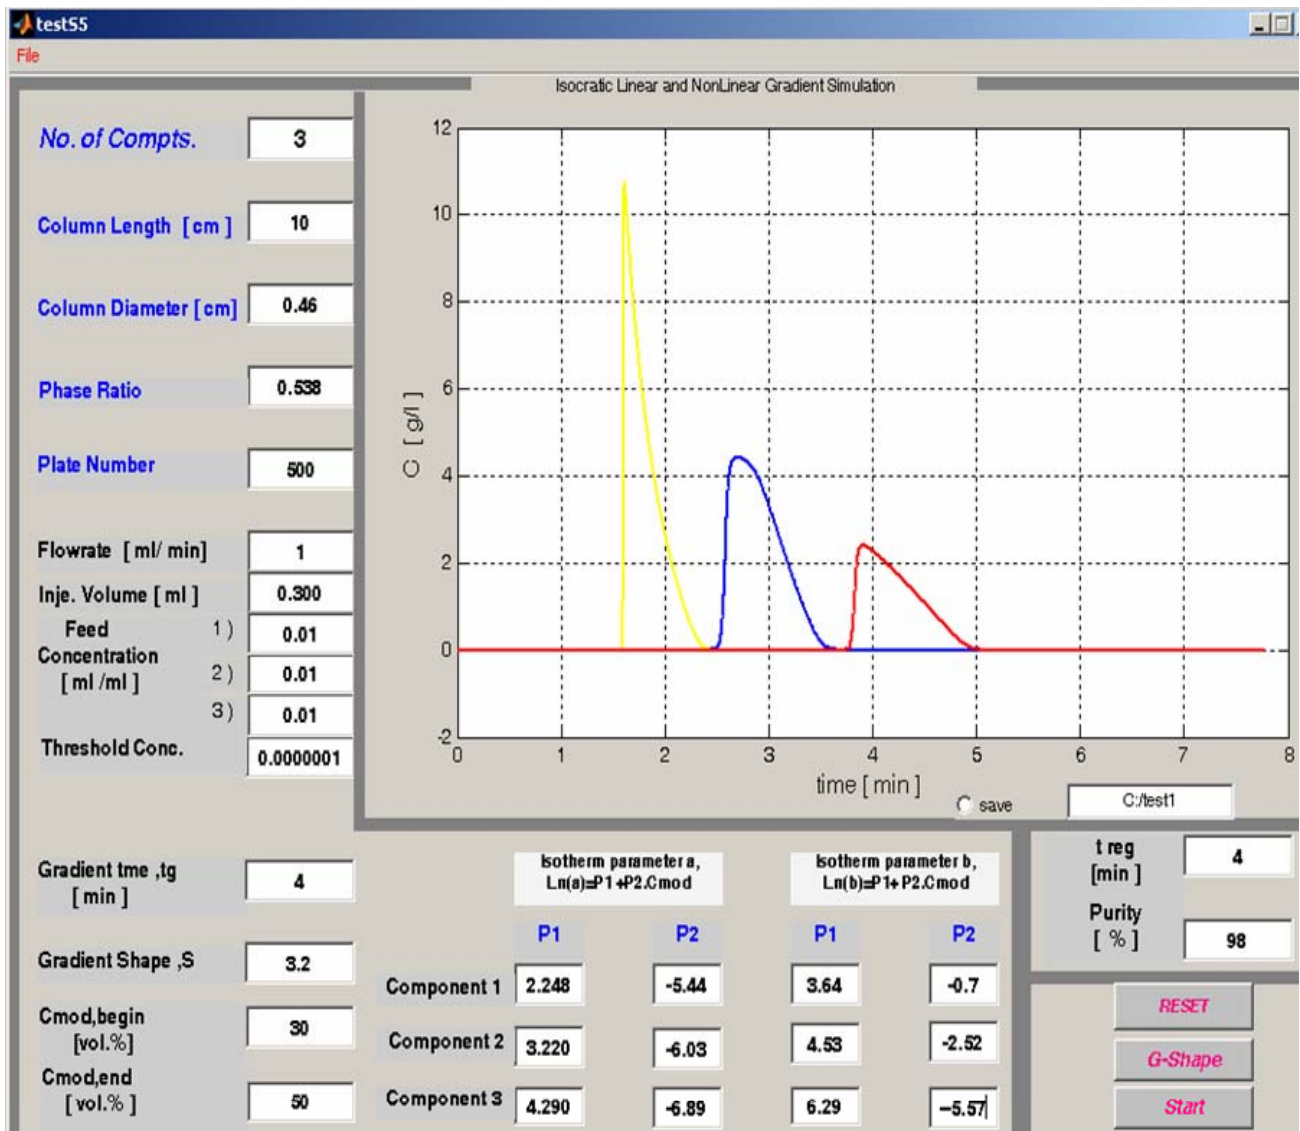 testS5
File
Isocratic Linear and NonLinear Gradient Simulation
No. of Compts.
3
Column Length [ cm ]
10
Column Diameter [ cm]
0.46
Phase Ratio
0.538
Plate Number
500
Flowrate [ ml/ min]
1
Inje. Volume [ ml ]
0.300
Feed
Concentration
[ ml /ml ]
1 )
0.01
2 )
0.01
3 )
0.01
Threshold Conc.
0.0000001
12
10
8
6
4
2
0
-2
C [ g/l ]
0 1 2 3 4 5 6 7 8
time [ min ]
save
C:/test1
Gradient tme ,tg
[ min ]
4
Gradient Shape ,S
3.2
Cmod,begin
[vol.%]
30
Cmod,end
[ vol.% ]
50
Isotherm parameter a,
Ln(a)=P1+P2.Cmod
Isotherm parameter b,
Ln(b)=P1+ P2.Cmod
P1 P2 P1 P2
Component 1 2.248 -5.44 3.64 -0.7
Component 2 3.220 -6.03 4.53 -2.52
Component 3 4.290 -6.89 6.29 -5.57
t reg
[min ]
4
Purity
[ % ]
98
RESET
G-Shape
Start